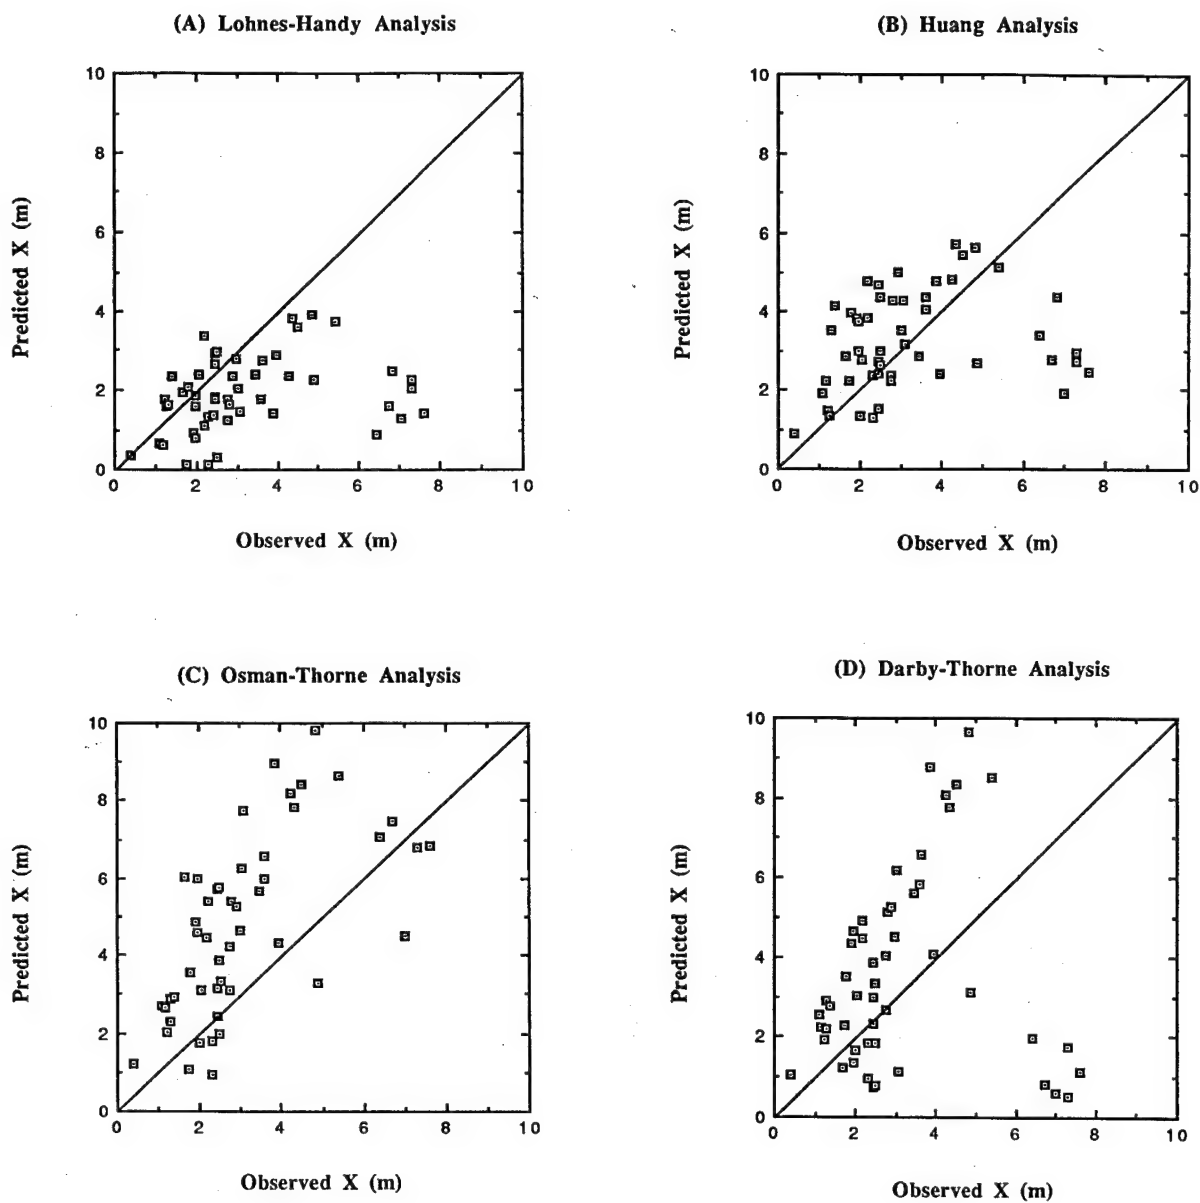 (A) Lohnes-Handy Analysis
10
8
6
4
2
0
0 2 4 6 8 10
Predicted X (m)
Observed X (m)
(B) Huang Analysis
10
8
6
4
2
0
0 2 4 6 8 10
Predicted X (m)
Observed X (m)
(C) Osman-Thorne Analysis
10
8
6
4
2
0
0 2 4 6 8 10
Predicted X (m)
Observed X (m)
(D) Darby-Thorne Analysis
10
8
6
4
2
0
0 2 4 6 8 10
Predicted X (m)
Observed X (m)